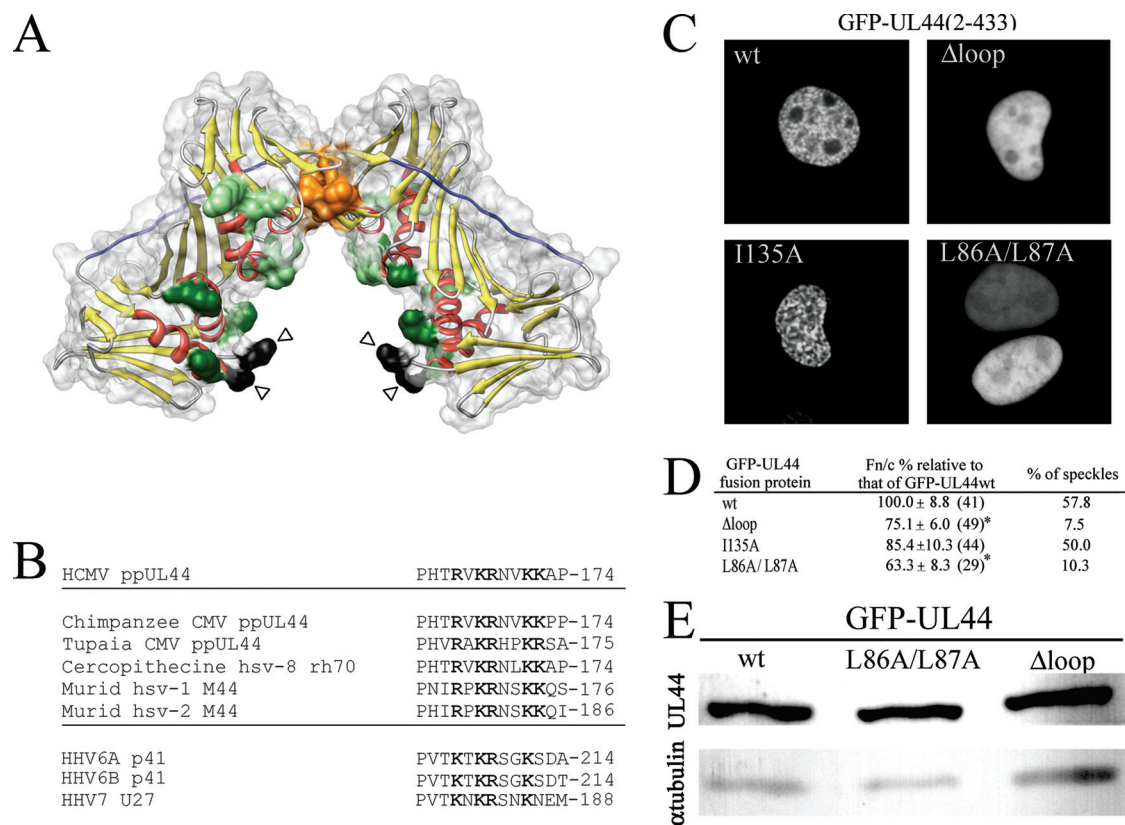 A
B
HCMV ppUL44 PHTRVKRNVKKAP-174
Chimpanzee CMV ppUL44 PHTRVKRNVKKPP-174
Tupaia CMV ppUL44 PHVRAKRHPKRSA-175
Cercopithecine hsv-8 rh70 PHTRVKRNLKKAP-174
Murid hsv-1 M44 PNIRPKRNSKKQS-176
Murid hsv-2 M44 PHIRPKRNSKKQI-186
HHV6A p41 PVTKTKRSGKSDA-214
HHV6B p41 PVTKTKRSGKSDT-214
HHV7 U27 PVTKNKRSNKNEM-188
C
GFP-UL44(2-433)
wt Δloop
I135A L86A/L87A
D
GFP-UL44 fusion protein Fn/c % relative to that of GFP-UL44wt % of speckles
wt 100.0 ± 8.8 (41) 57.8
Δloop 75.1 ± 6.0 (49)* 7.5
I135A 85.4 ±10.3 (44) 50.0
L86A/L87A 63.3 ± 8.3 (29)* 10.3
E
GFP-UL44
wt L86A/L87A Δloop
UL44
αtubulin